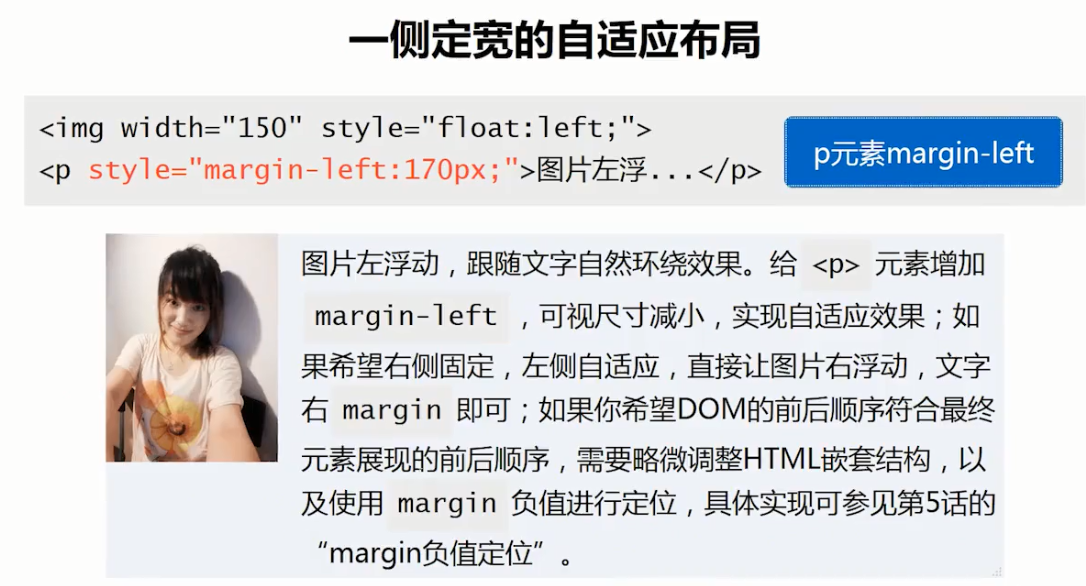 一侧定宽的自适应布局
<img width="150" style="float:left;">
<p style="margin-left:170px;">图片左浮...</p>
p元素margin-left
图片左浮动，跟随文字自然环绕效果。给 <p> 元素增加
margin-left ，可视尺寸减小，实现自适应效果；如
果希望右侧固定，左侧自适应，直接让图片右浮动，文字
右 margin 即可；如果你希望DOM的前后顺序符合最终
元素展现的前后顺序，需要略微调整HTML嵌套结构，以
及使用 margin 负值进行定位，具体实现可参见第5话的
“margin负值定位”。